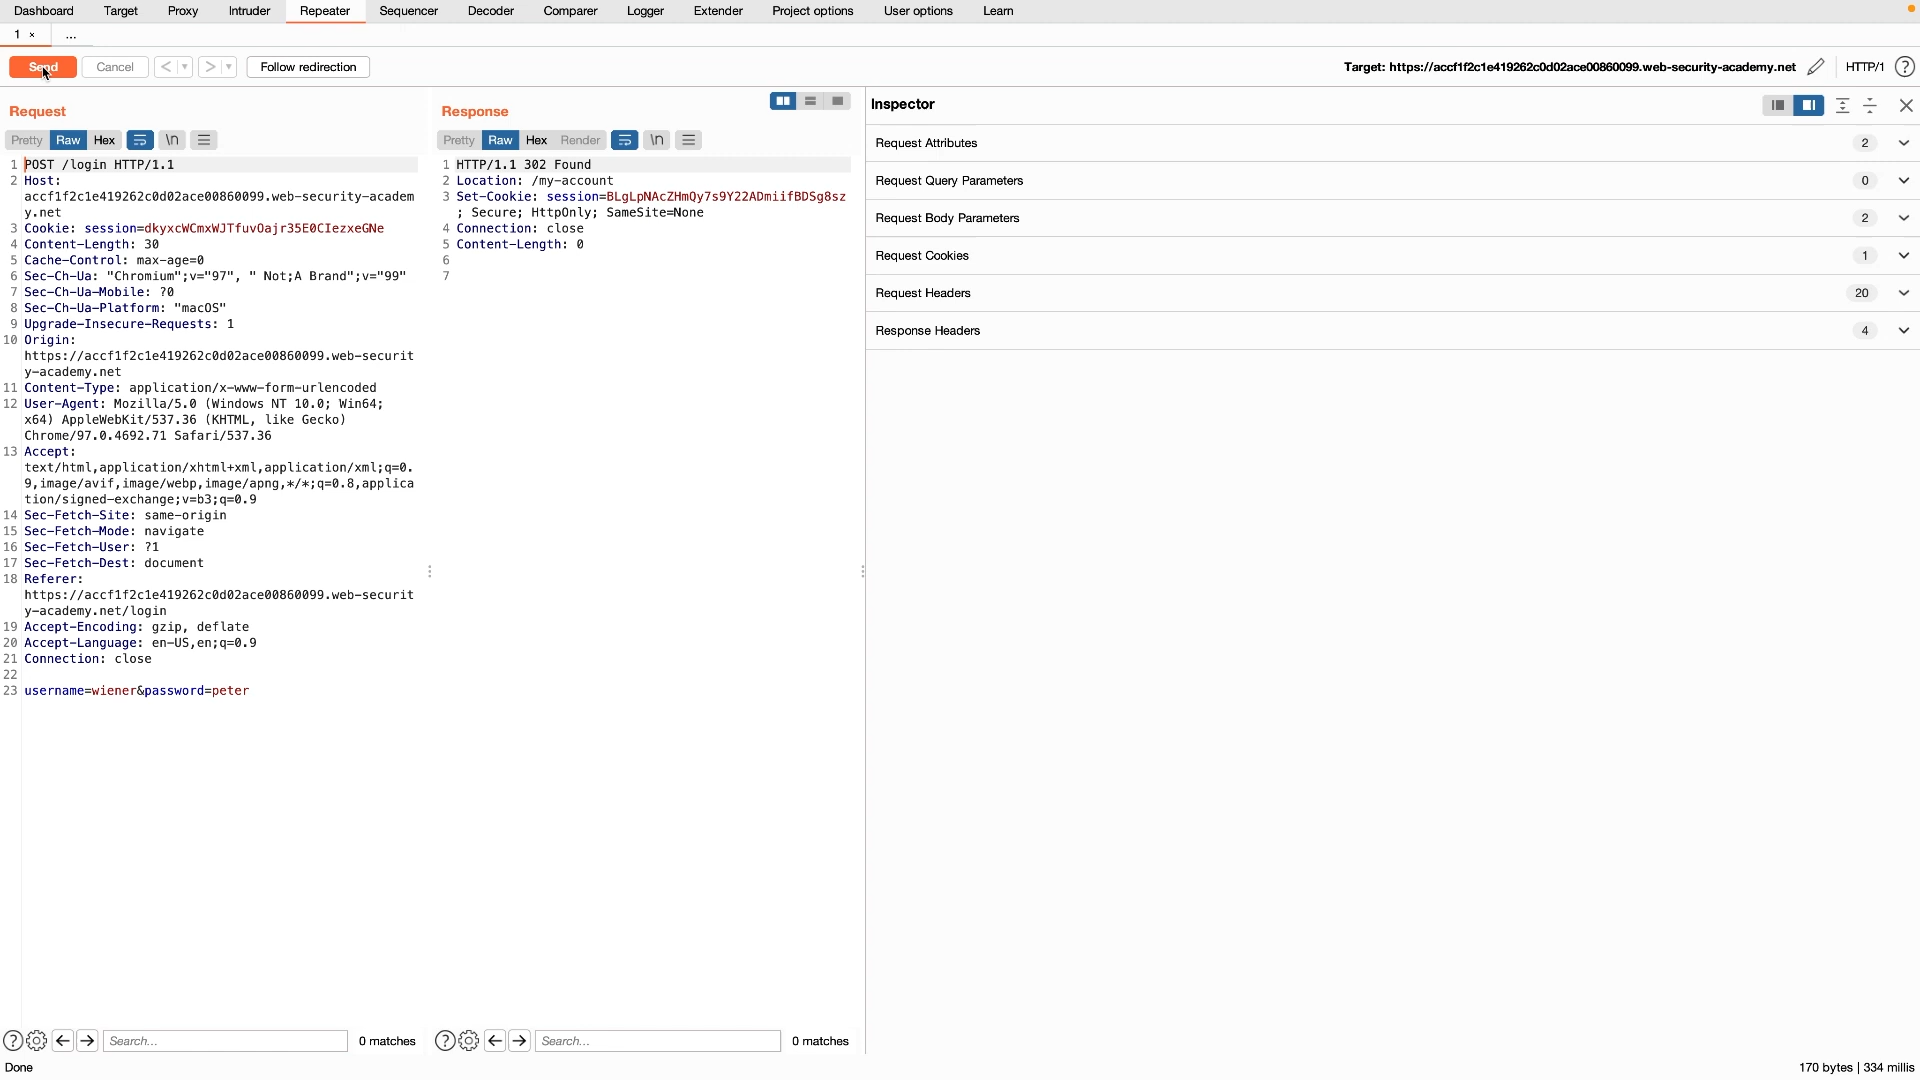 Dashboard Target Proxy Intruder Repeater Sequencer Decoder Comparer Logger Extender Project options User options Learn
1 × ...
Send Cancel < > Follow redirection Target: https://accf1f2c1e419262c0d02ace00860099.web-security-academy.net HTTP/1 ?
Request
Pretty Raw Hex \n
1 POST /login HTTP/1.1
2 Host:
accf1f2c1e419262c0d02ace00860099.web-security-academ
y.net
3 Cookie: session=dkyxcWCmxWJTfuvOajr35E0CIezxeGNe
4 Content-Length: 30
5 Cache-Control: max-age=0
6 Sec-Ch-Ua: "Chromium";v="97", " Not;A Brand";v="99"
7 Sec-Ch-Ua-Mobile: ?0
8 Sec-Ch-Ua-Platform: "macOS"
9 Upgrade-Insecure-Requests: 1
10 Origin:
https://accf1f2c1e419262c0d02ace00860099.web-securit
y-academy.net
11 Content-Type: application/x-www-form-urlencoded
12 User-Agent: Mozilla/5.0 (Windows NT 10.0; Win64;
x64) AppleWebKit/537.36 (KHTML, like Gecko)
Chrome/97.0.4692.71 Safari/537.36
13 Accept:
text/html,application/xhtml+xml,application/xml;q=0.
9,image/avif,image/webp,image/apng,*/*;q=0.8,applica
tion/signed-exchange;v=b3;q=0.9
14 Sec-Fetch-Site: same-origin
15 Sec-Fetch-Mode: navigate
16 Sec-Fetch-User: ?1
17 Sec-Fetch-Dest: document
18 Referer:
https://accf1f2c1e419262c0d02ace00860099.web-securit
y-academy.net/login
19 Accept-Encoding: gzip, deflate
20 Accept-Language: en-US,en;q=0.9
21 Connection: close
22
23 username=wiener&password=peter
? Search... 0 matches
Response
Pretty Raw Hex Render \n
1 HTTP/1.1 302 Found
2 Location: /my-account
3 Set-Cookie: session=BLgLpNAcZHmQy7s9Y22ADmiifBDSg8sz
; Secure; HttpOnly; SameSite=None
4 Connection: close
5 Content-Length: 0
6
7
? Search... 0 matches
Inspector
Request Attributes 2
Request Query Parameters 0
Request Body Parameters 2
Request Cookies 1
Request Headers 20
Response Headers 4
Done 170 bytes | 334 millis